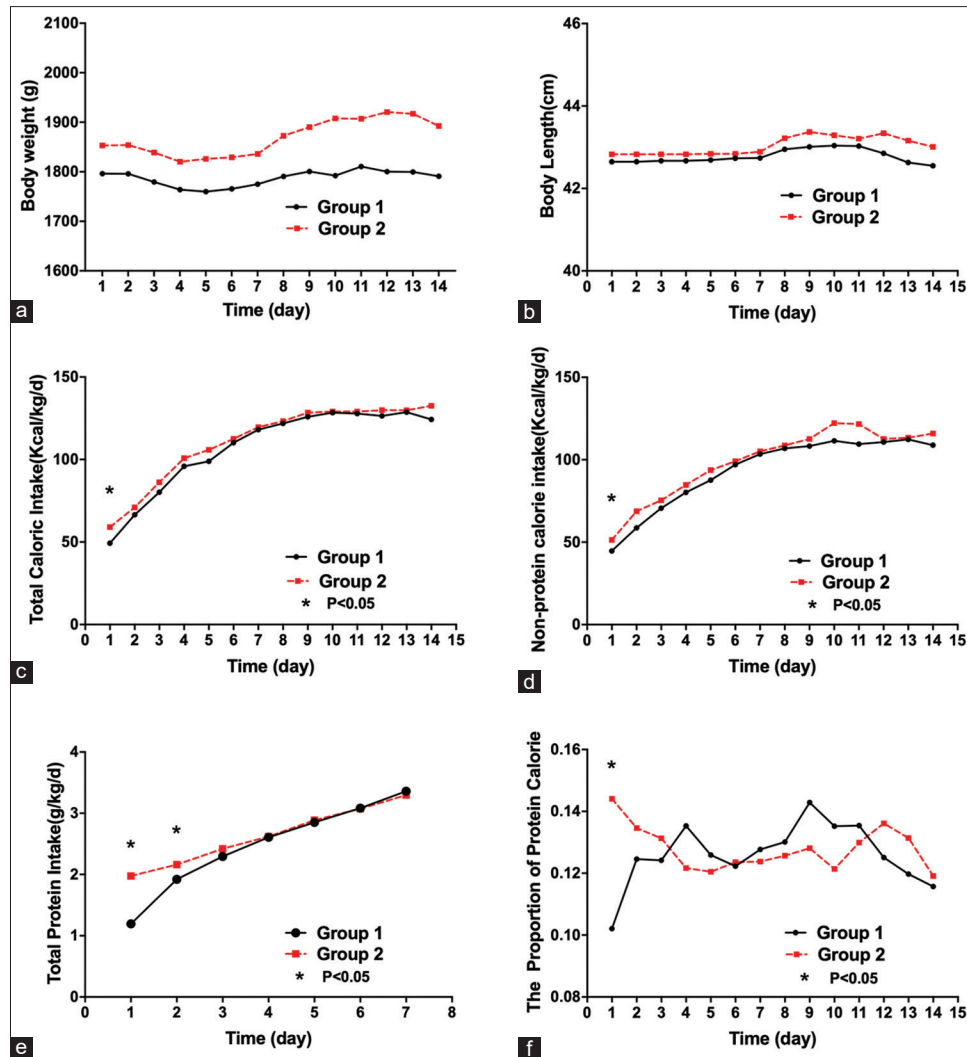 2100
2000
1900
1800
1700
1600
Body weight (g)
Group 1
Group 2
1 2 3 4 5 6 7 8 9 10 11 12 13 14
Time (day)
a
46
44
42
40
Body Length(cm)
Group 1
Group 2
0 1 2 3 4 5 6 7 8 9 10 11 12 13 14 15
Time (day)
b
150
100
50
0
Total Caloric Intake(Kcal/kg/d)
*
Group 1
Group 2
* P<0.05
0 1 2 3 4 5 6 7 8 9 10 11 12 13 14 15
Time (day)
c
150
100
50
0
Non-protein calorie intake(Kcal/kg/d)
*
Group 1
Group 2
* P<0.05
0 1 2 3 4 5 6 7 8 9 10 11 12 13 14 15
Time (day)
d
4
3
2
1
0
Total Protein Intake(g/kg/d)
* *
Group 1
Group 2
* P<0.05
0 1 2 3 4 5 6 7 8
Time (day)
e
0.16
0.14
0.12
0.10
0.08
The Proportion of Protein Calorie
*
Group 1
Group 2
* P<0.05
0 1 2 3 4 5 6 7 8 9 10 11 12 13 14 15
Time (day)
f